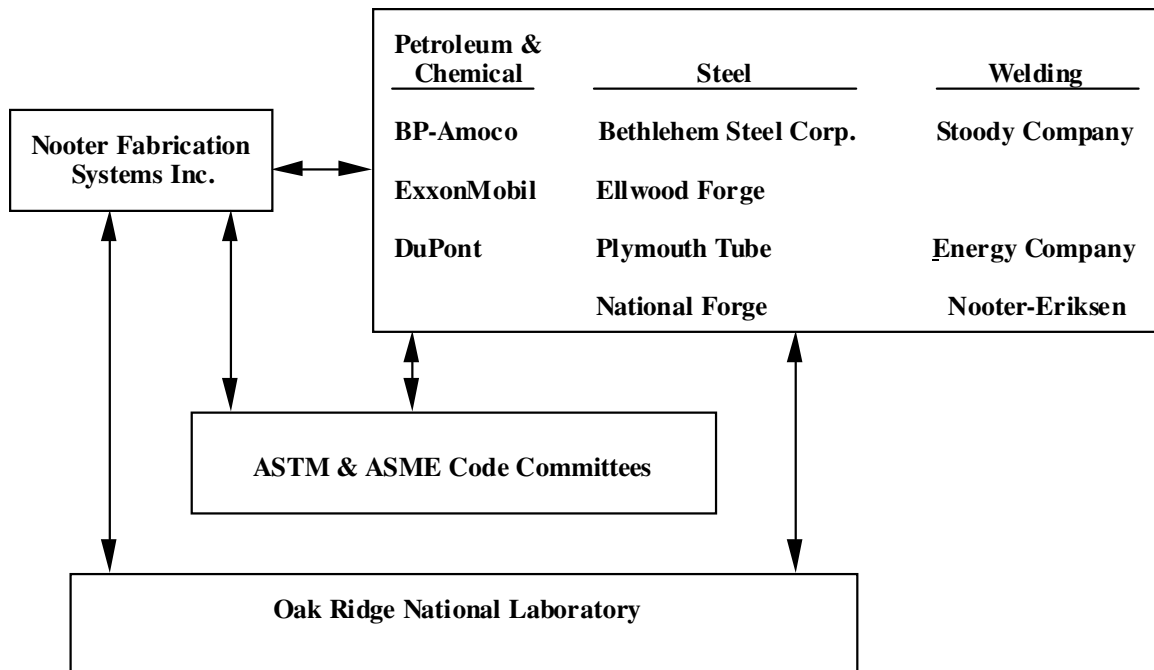 Petroleum &
Chemical
Steel
Welding
BP-Amoco
Bethlehem Steel Corp.
Stoody Company
Nooter Fabrication
Systems Inc.
ExxonMobil
Ellwood Forge
DuPont
Plymouth Tube
Energy Company
National Forge
Nooter-Eriksen
ASTM & ASME Code Committees
Oak Ridge National Laboratory